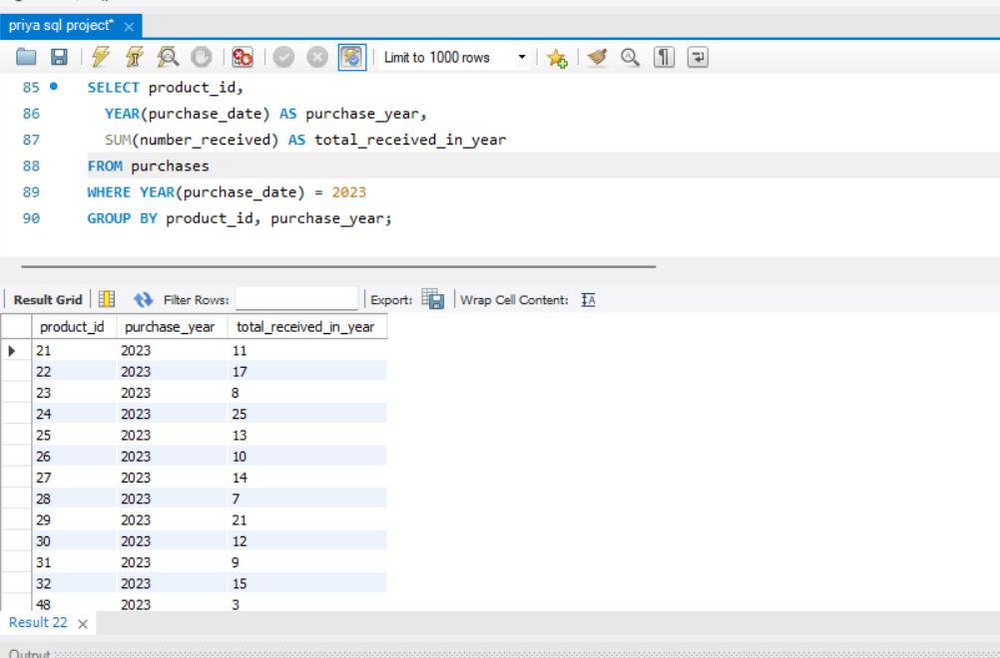 priya sql project*
Limit to 1000 rows
85 SELECT product_id,
86 YEAR(purchase_date) AS purchase_year,
87 SUM(number_received) AS total_received_in_year
88 FROM purchases
89 WHERE YEAR(purchase_date) = 2023
90 GROUP BY product_id, purchase_year;
Result Grid Filter Rows: Export: Wrap Cell Content: IA
product_id purchase_year total_received_in_year
21 2023 11
22 2023 17
23 2023 8
24 2023 25
25 2023 13
26 2023 10
27 2023 14
28 2023 7
29 2023 21
30 2023 12
31 2023 9
32 2023 15
48 2023 3
Result 22
Output